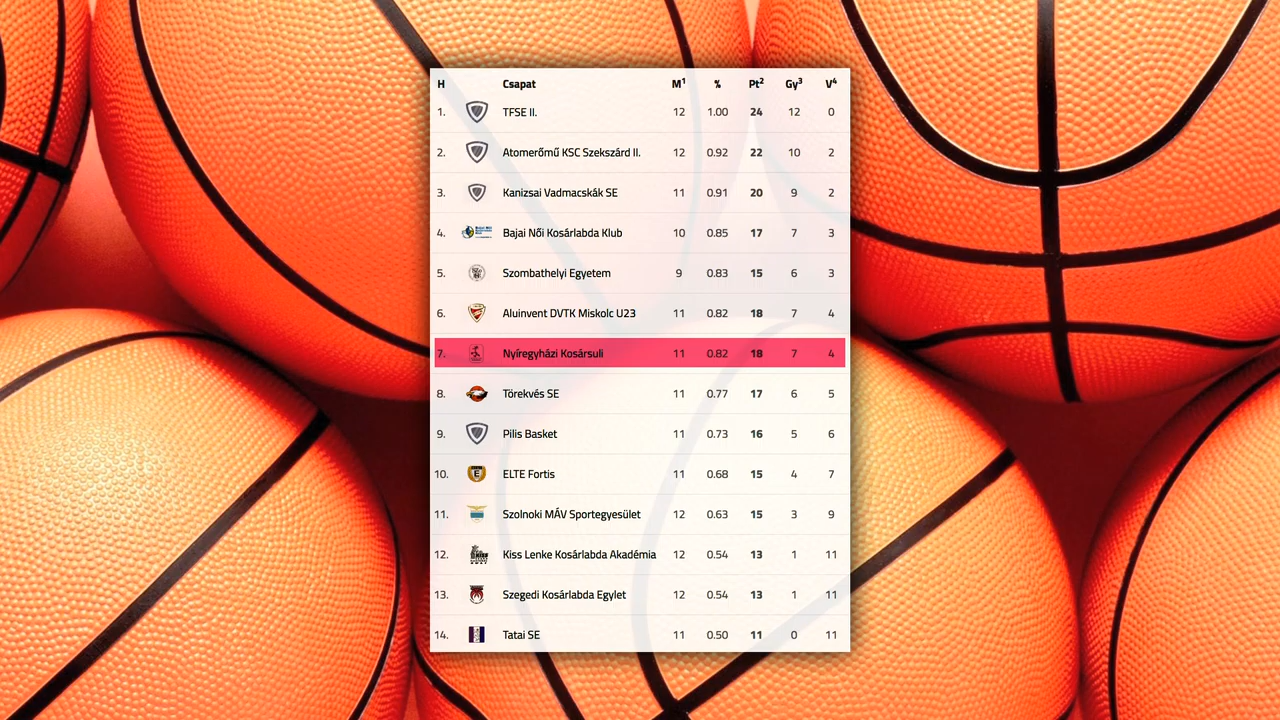 H Csapat M¹ % Pt² Gy³ V⁴
1. TFSE II. 12 1.00 24 12 0
2. Atomerőmű KSC Szekszárd II. 12 0.92 22 10 2
3. Kanizsai Vadmacskák SE 11 0.91 20 9 2
4. Bajai Női Kosárlabda Klub 10 0.85 17 7 3
5. Szombathelyi Egyetem 9 0.83 15 6 3
6. Aluinvent DVTK Miskolc U23 11 0.82 18 7 4
7. Nyíregyházi Kosársuli 11 0.82 18 7 4
8. Törekvés SE 11 0.77 17 6 5
9. Pilis Basket 11 0.73 16 5 6
10. ELTE Fortis 11 0.68 15 4 7
11. Szolnoki MÁV Sportegyesület 12 0.63 15 3 9
12. Kiss Lenke Kosárlabda Akadémia 12 0.54 13 1 11
13. Szegedi Kosárlabda Egylet 12 0.54 13 1 11
14. Tatai SE 11 0.50 11 0 11